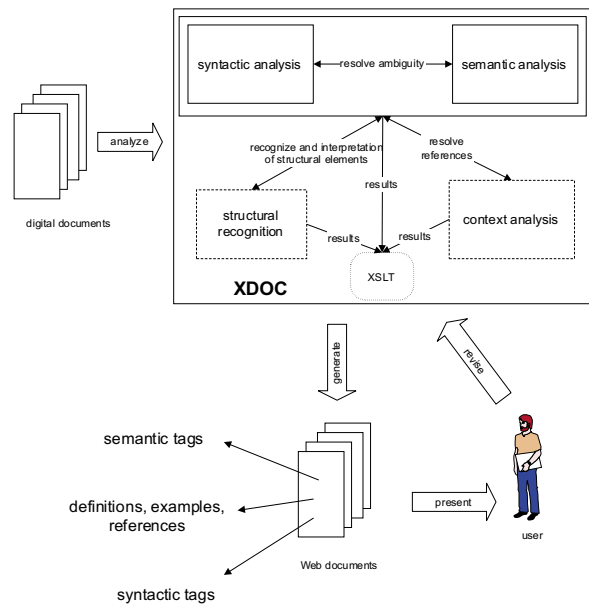 syntactic analysis
resolve ambiguity
semantic analysis
analyze
recognize and interpretation
of structural elements
resolve
references
digital documents
structural
recognition
results
context analysis
results
results
XSLT
XDOC
generate
revise
semantic tags
definitions, examples,
references
present
syntactic tags
Web documents
user